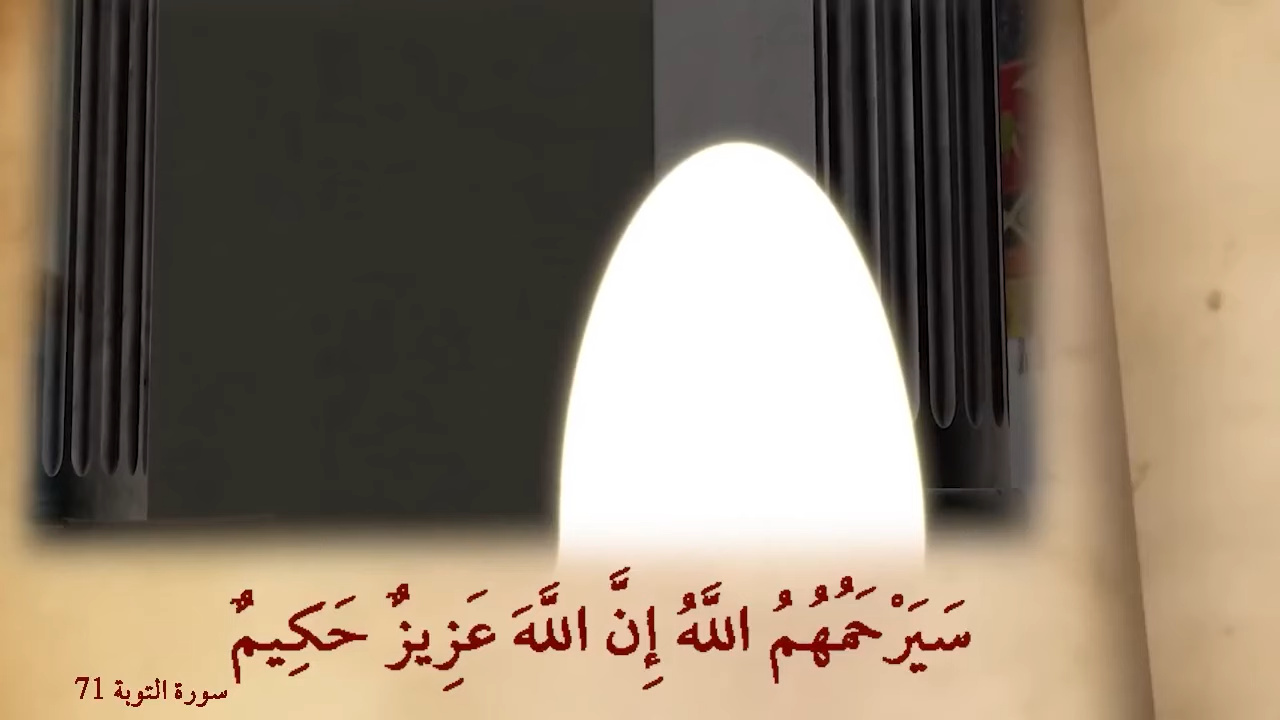 سَيَرْحَمُهُمُ اللَّهُ إِنَّ اللَّهَ عَزِيزٌ حَكِيمٌ
سورة التوبة 71